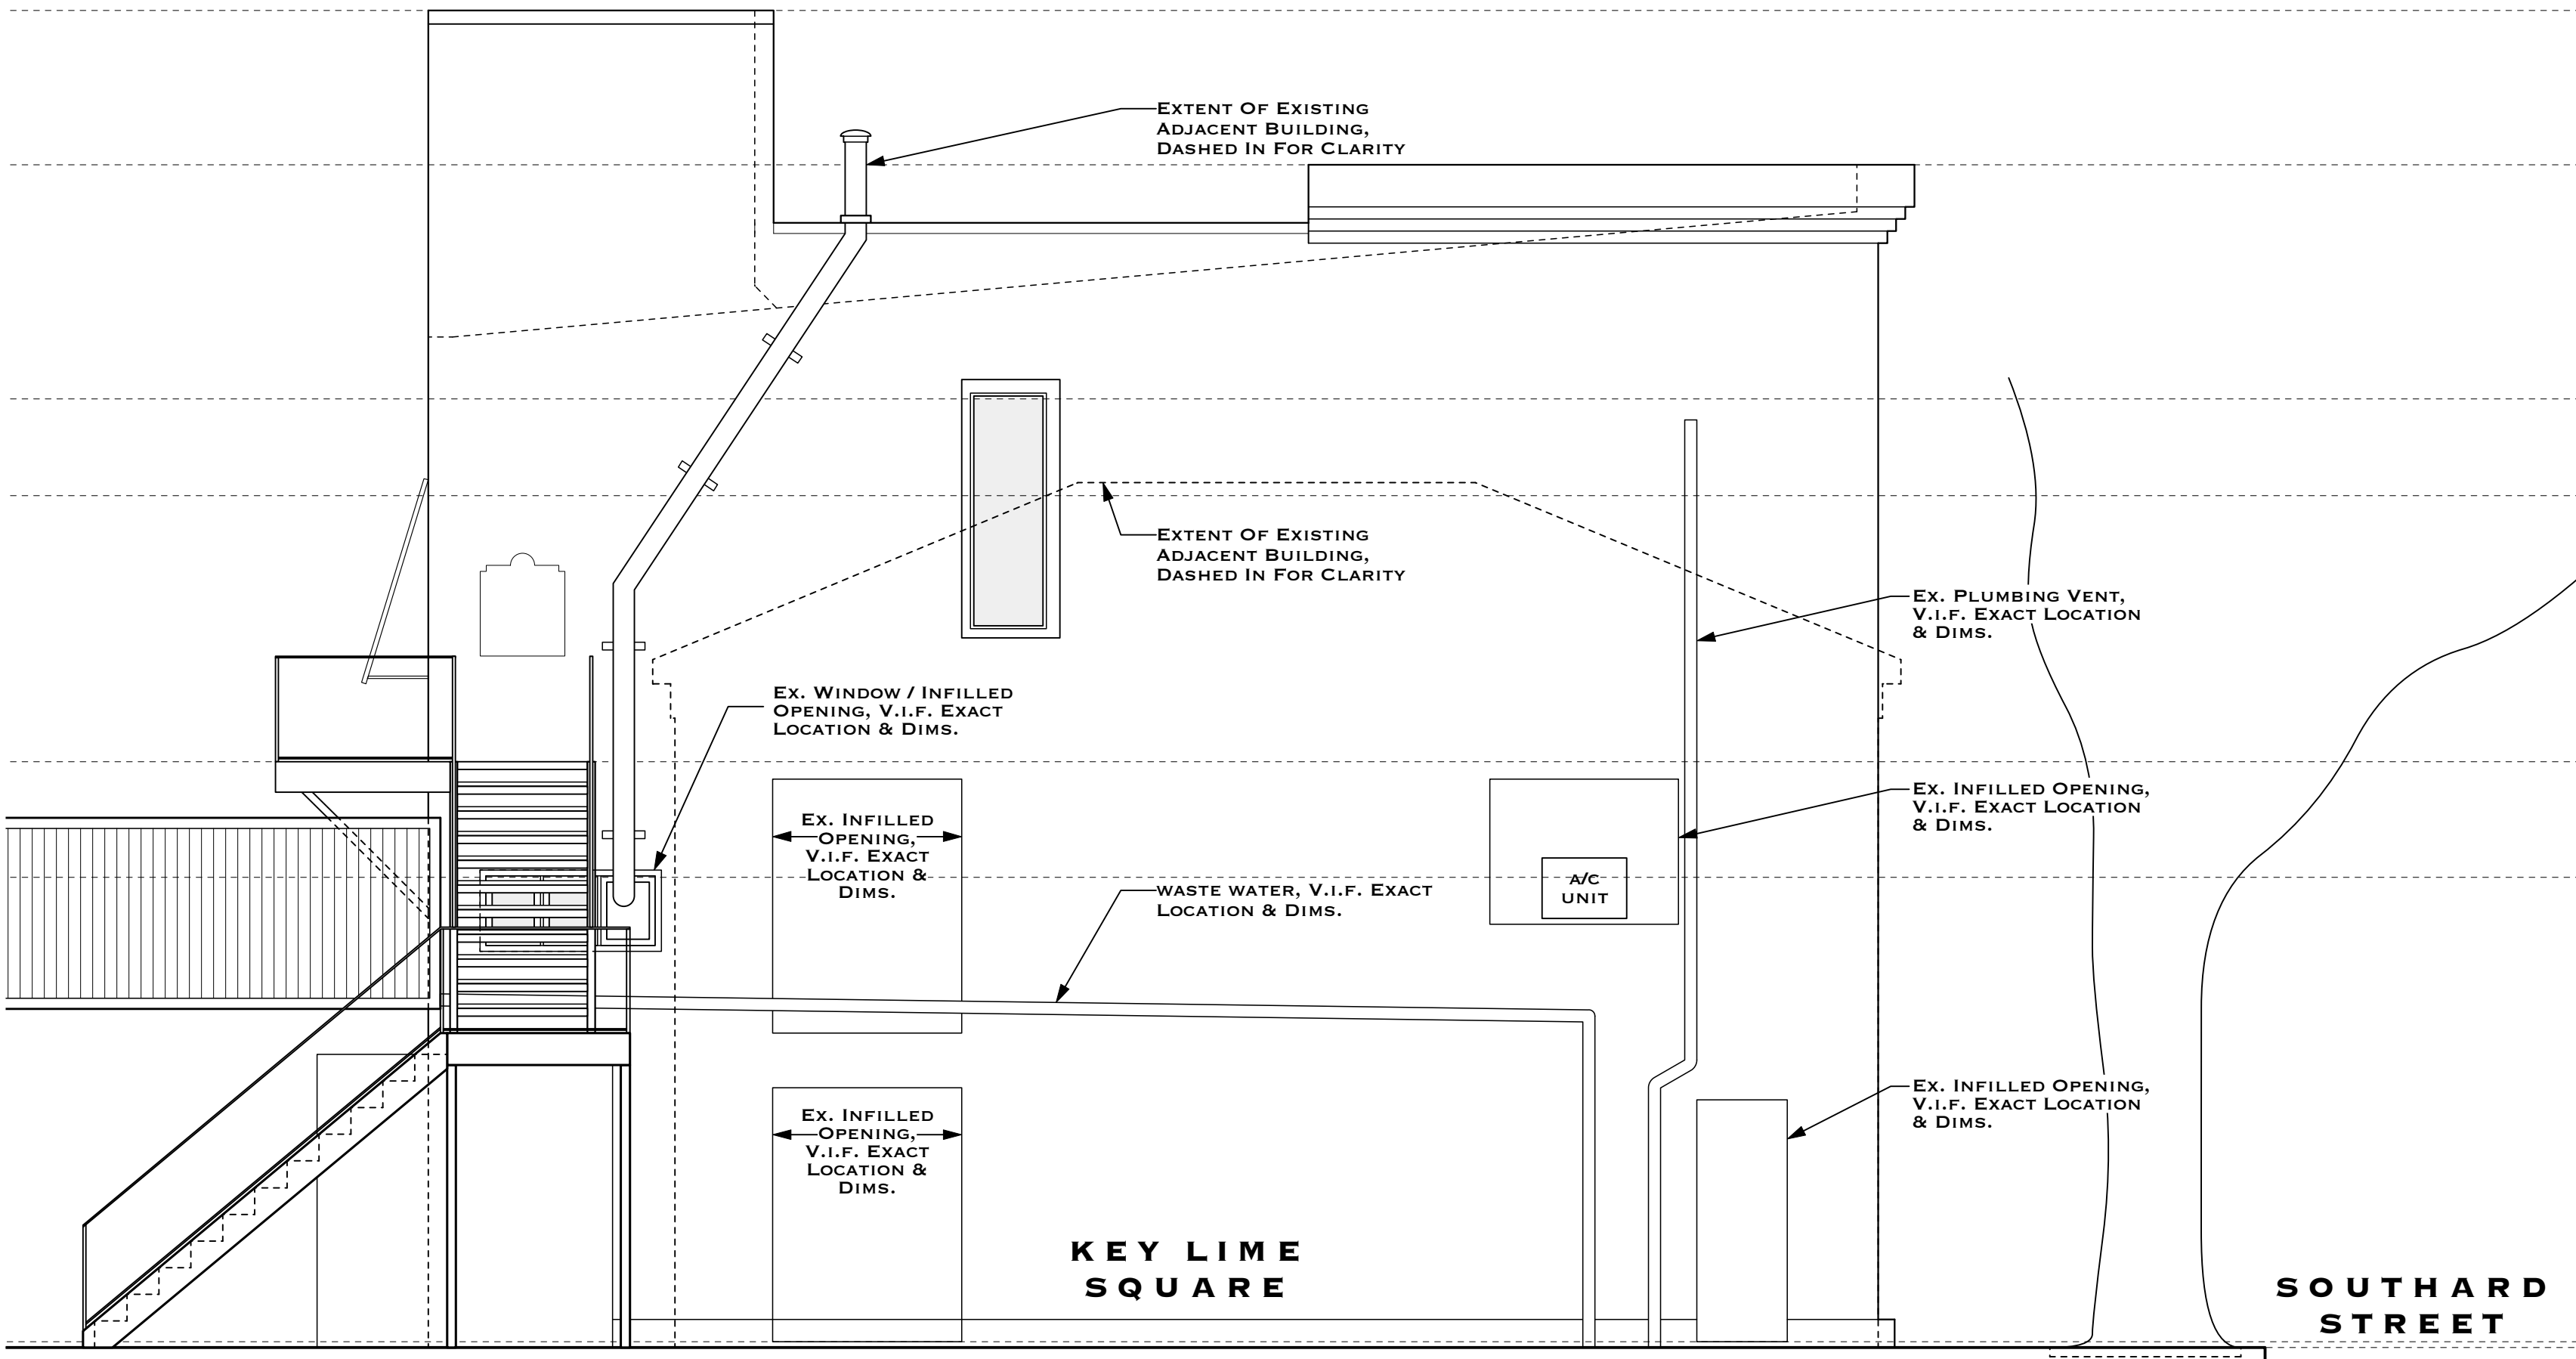 Extent Of Existing
Adjacent Building,
Dashed In For Clarity
Extent Of Existing
Adjacent Building,
Dashed In For Clarity
Ex. Plumbing Vent,
V.i.f. Exact Location
& Dims.
Ex. Window / Infilled
Opening, V.i.f. Exact
Location & Dims.
Ex. Infilled
Opening,
V.i.f. Exact
Location &
Dims.
waste water, V.i.f. Exact
Location & Dims.
A/C
UNIT
Ex. Infilled Opening,
V.i.f. Exact Location
& Dims.
Ex. Infilled
Opening,
V.i.f. Exact
Location &
Dims.
Ex. Infilled Opening,
V.i.f. Exact Location
& Dims.
KEY LIME
SQUARE
SOUTHARD
STREET